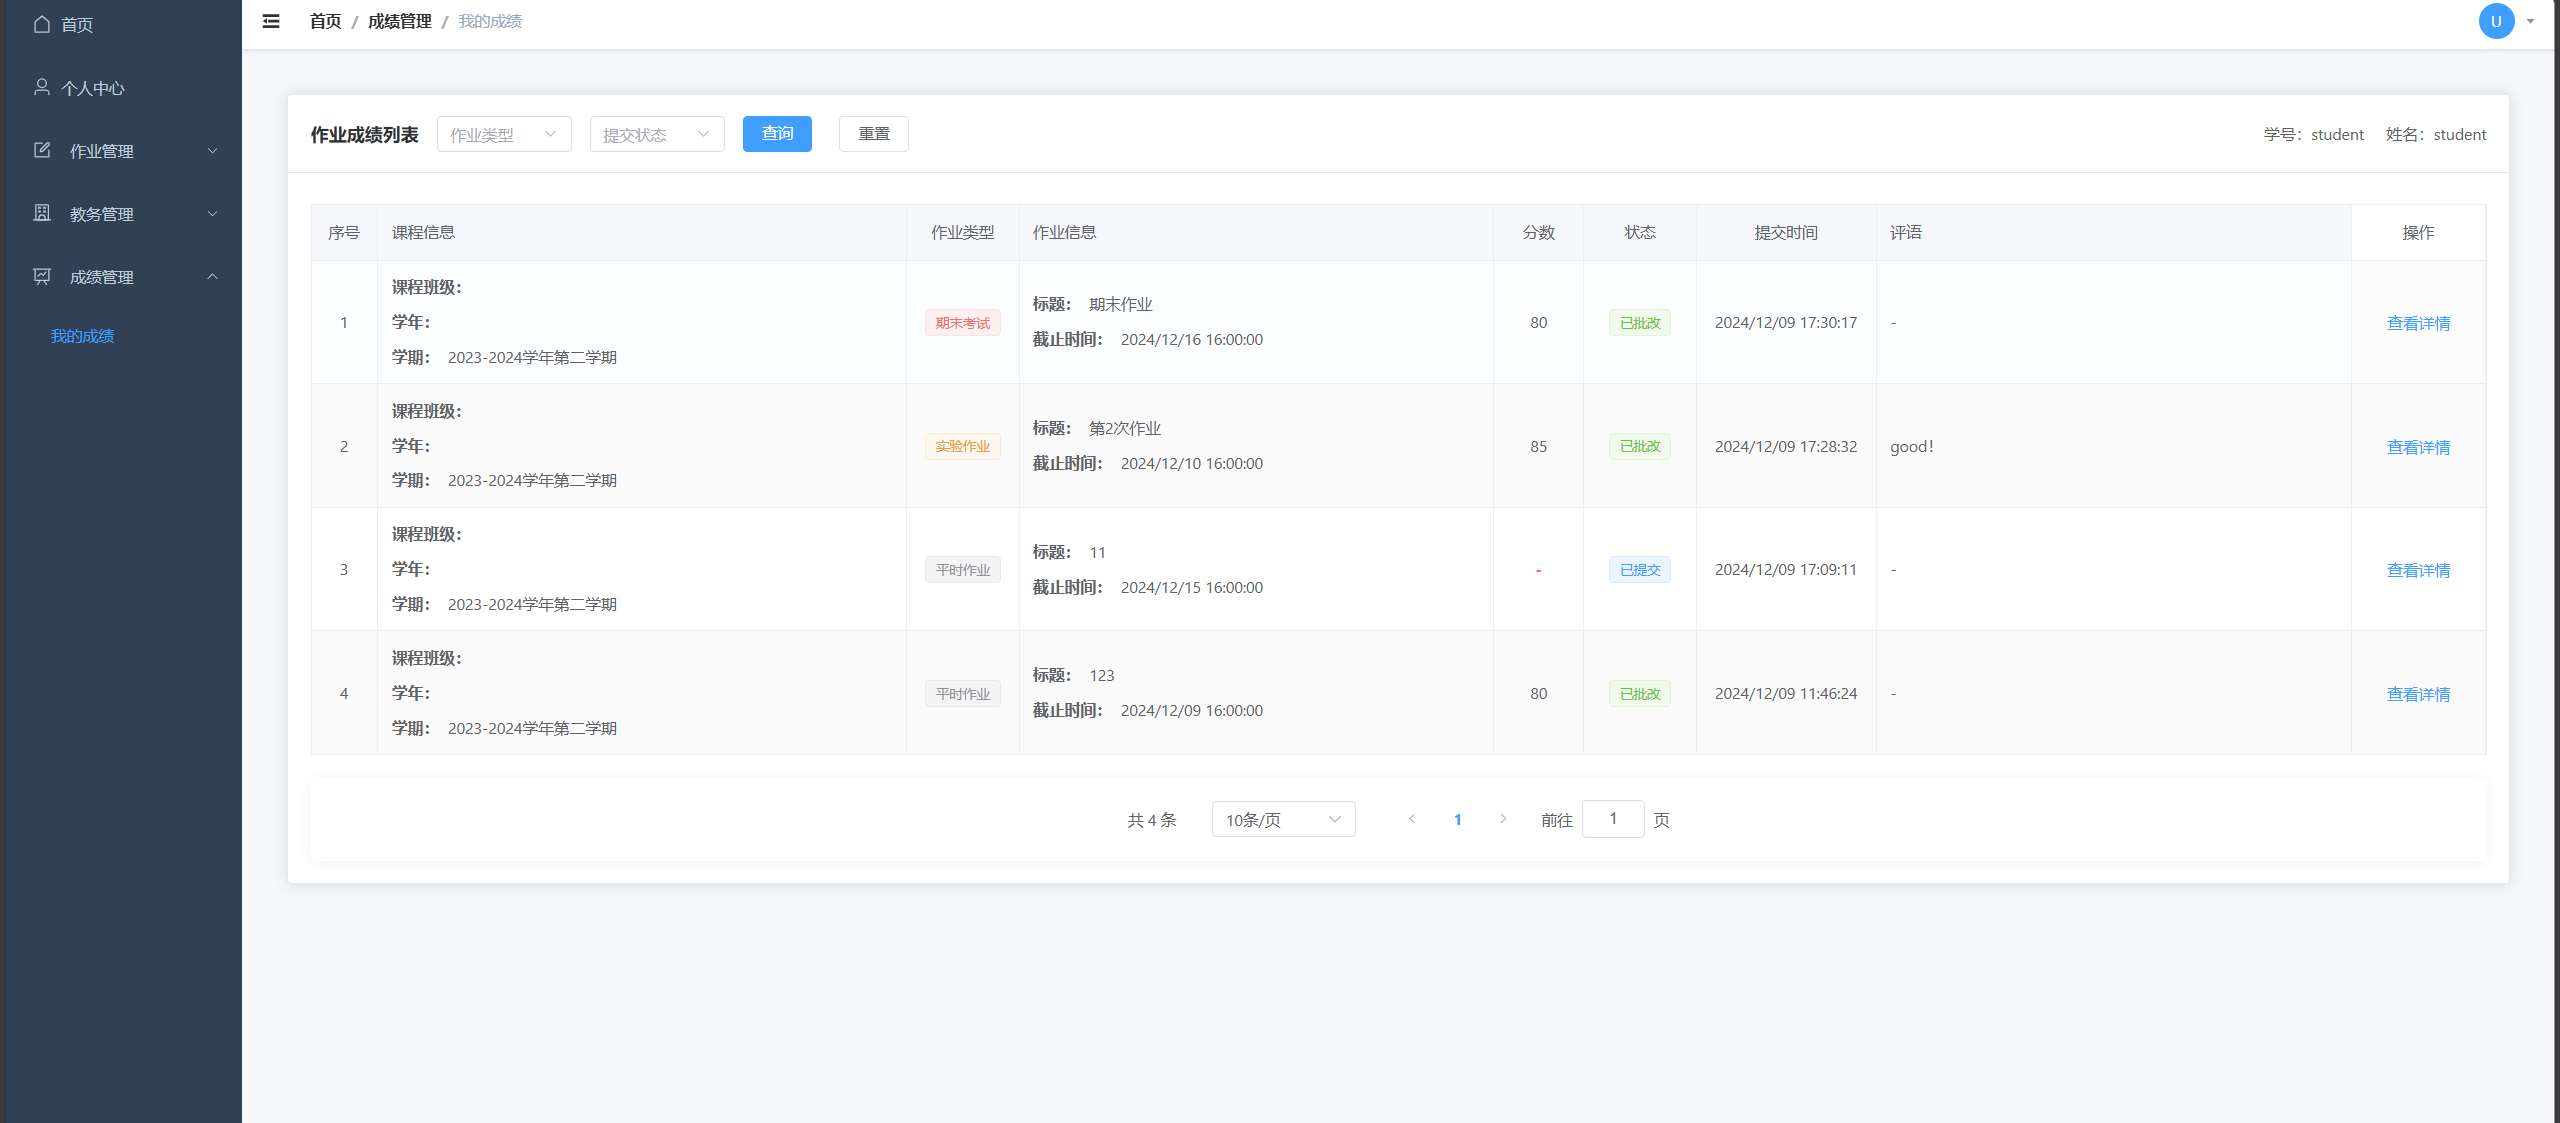 首页
个人中心
作业管理
教务管理
成绩管理
我的成绩
首页 / 成绩管理 / 我的成绩
U
作业成绩列表 作业类型 提交状态 查询 重置 学号：student 姓名：student
序号 课程信息 作业类型 作业信息 分数 状态 提交时间 评语 操作
1
课程班级：
学年：
学期： 2023-2024学年第二学期
期末考试
标题： 期末作业
截止时间： 2024/12/16 16:00:00
80 已批改 2024/12/09 17:30:17 - 查看详情
2
课程班级：
学年：
学期： 2023-2024学年第二学期
实验作业
标题： 第2次作业
截止时间： 2024/12/10 16:00:00
85 已批改 2024/12/09 17:28:32 good! 查看详情
3
课程班级：
学年：
学期： 2023-2024学年第二学期
平时作业
标题： 11
截止时间： 2024/12/15 16:00:00
- 已提交 2024/12/09 17:09:11 - 查看详情
4
课程班级：
学年：
学期： 2023-2024学年第二学期
平时作业
标题： 123
截止时间： 2024/12/09 16:00:00
80 已批改 2024/12/09 11:46:24 - 查看详情
共 4 条 10条/页 1 前往 1 页